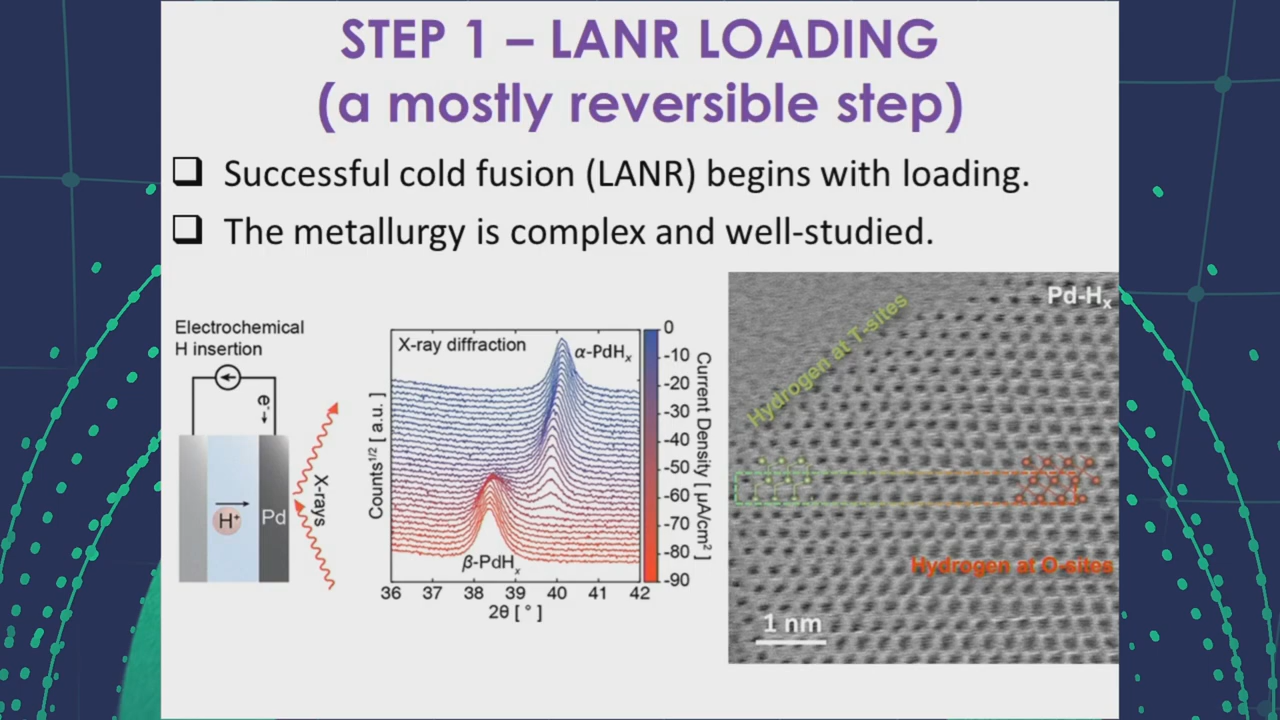 STEP 1 – LANR LOADING
(a mostly reversible step)
❑ Successful cold fusion (LANR) begins with loading.
❑ The metallurgy is complex and well-studied.
Electrochemical
H insertion
e⁻
H⁺
Pd
X-rays
X-ray diffraction
α-PdHₓ
β-PdHₓ
Counts¹ᐟ² [ a.u. ]
36 37 38 39 40 41 42
2θ [ ° ]
0
-10
-20
-30
-40
-50
-60
-70
-80
-90
Current Density [ µA/cm² ]
Pd-Hₓ
Hydrogen at T-sites
Hydrogen at O-sites
1 nm